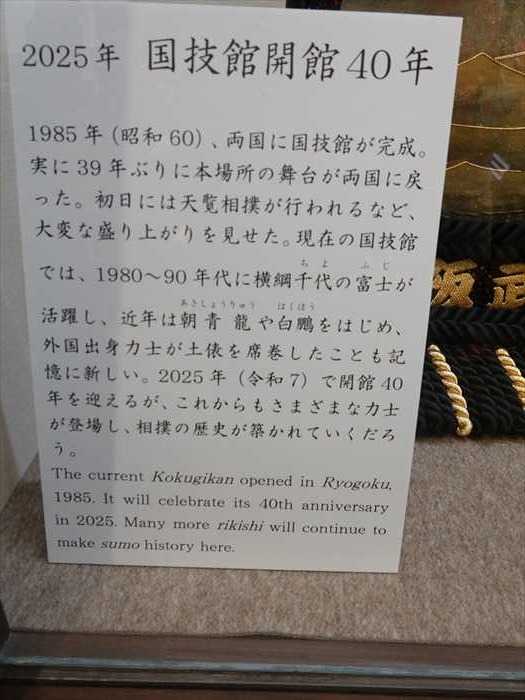 2025年 国技館開館40年
1985年(昭和60)、両国に国技館が完成。
実に39年ぶりに本場所の舞台が両国に戻
った。初日には天覧相撲が行われるなど、
大変な盛り上がりを見せた。現在の国技館
では、1980～90年代に横綱千代の富士が
ちよ ふじ
活躍し、近年は朝青龍や白鵬をはじめ、
あさしょうりゅう はくほう
外国出身力士が土俵を席巻したことも記
憶に新しい。2025年(令和7)で開館40
年を迎えるが、これからもさまざまな力士
が登場し、相撲の歴史が築かれていくだろ
う。
The current Kokugikan opened in Ryogoku,
1985. It will celebrate its 40th anniversary
in 2025. Many more rikishi will continue to
make sumo history here.